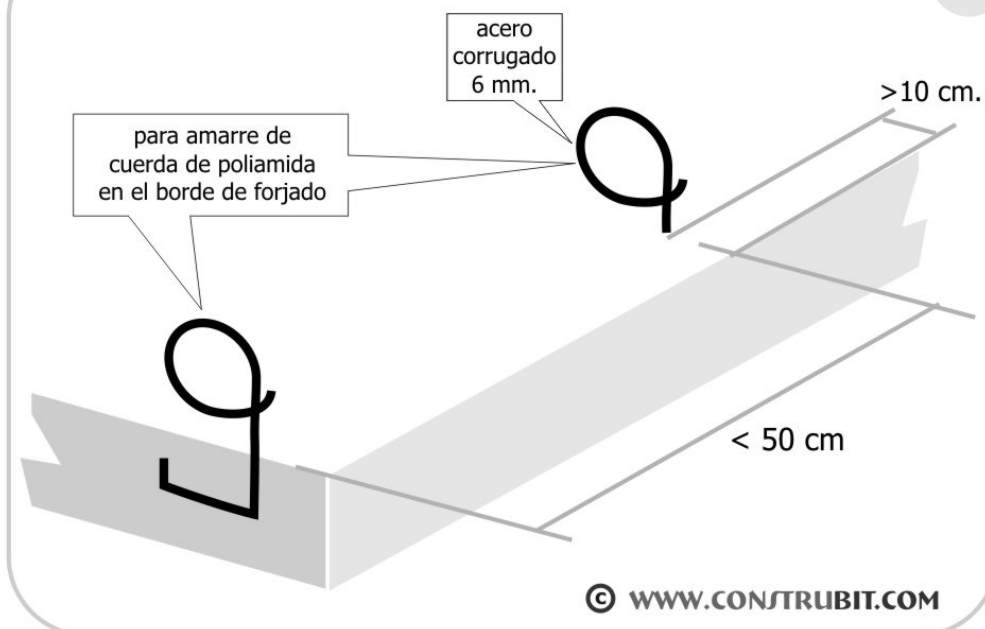 acero
corrugado
6 mm.
>10 cm.
para amarre de
cuerda de poliamida
en el borde de forjado
< 50 cm
© WWW.CONSTRUBIT.COM